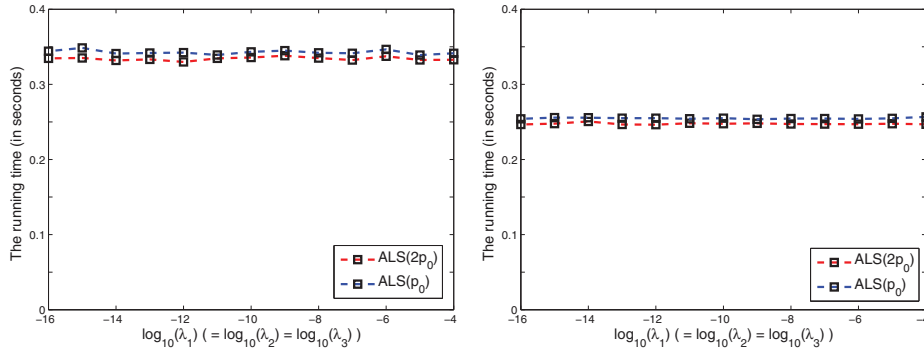 0.4
0.3
0.2
0.1
0
The running time (in seconds)
-16 -14 -12 -10 -8 -6 -4
log10(λ1) ( = log10(λ2) = log10(λ3) )
ALS(2p0)
ALS(p0)
0.4
0.3
0.2
0.1
0
The running time (in seconds)
-16 -14 -12 -10 -8 -6 -4
log10(λ1) ( = log10(λ2) = log10(λ3) )
ALS(2p0)
ALS(p0)